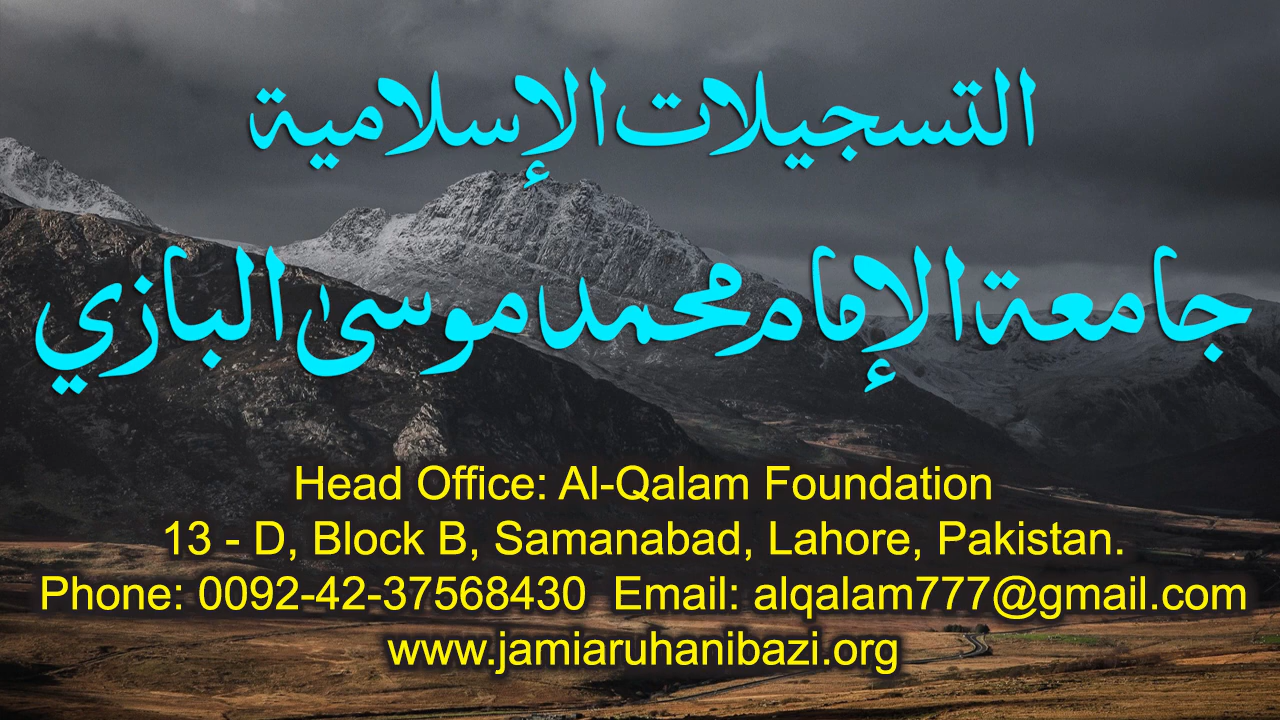 التسجيلات الإسلامية
جامعة الإمام محمد موسىٰ البازي
Head Office: Al-Qalam Foundation
13 - D, Block B, Samanabad, Lahore, Pakistan.
Phone: 0092-42-37568430 Email: alqalam777@gmail.com
www.jamiaruhanibazi.org